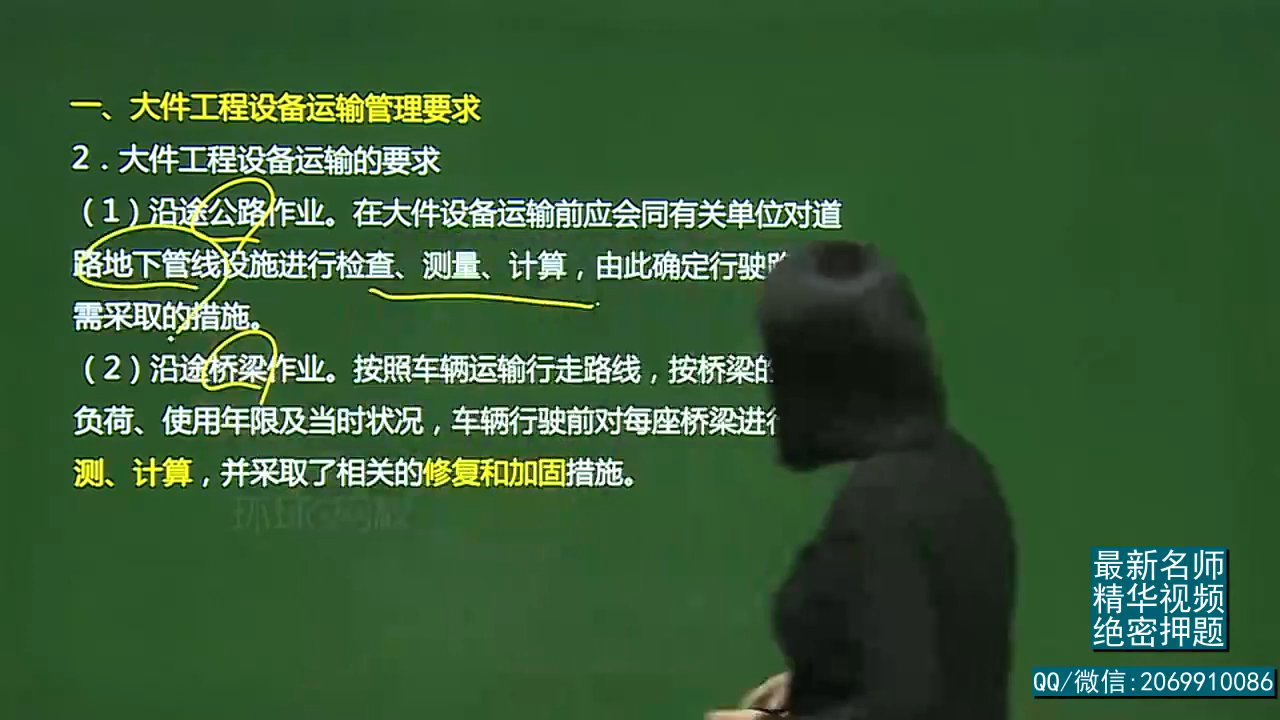 一、大件工程设备运输管理要求
2．大件工程设备运输的要求
（1）沿途公路作业。在大件设备运输前应会同有关单位对道
路地下管线设施进行检查、测量、计算，由此确定行驶
需采取的措施。
（2）沿途桥梁作业。按照车辆运输行走路线，按桥梁的
负荷、使用年限及当时状况，车辆行驶前对每座桥梁进行
测、计算，并采取了相关的修复和加固措施。
环球网校
最新名师
精华视频
绝密押题
QQ/微信:2069910086